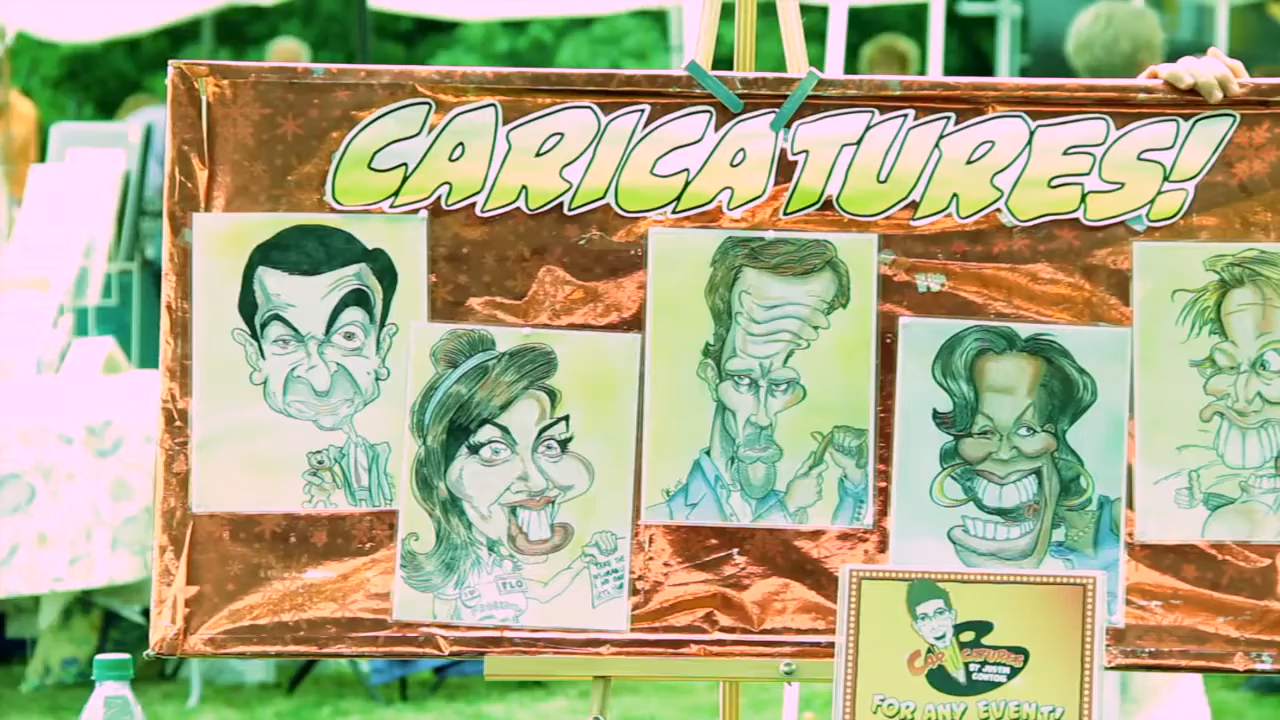 CARICATURES!
FLO
CARICATURES
BY JUSTIN
CONTOIS
FOR ANY EVENT!